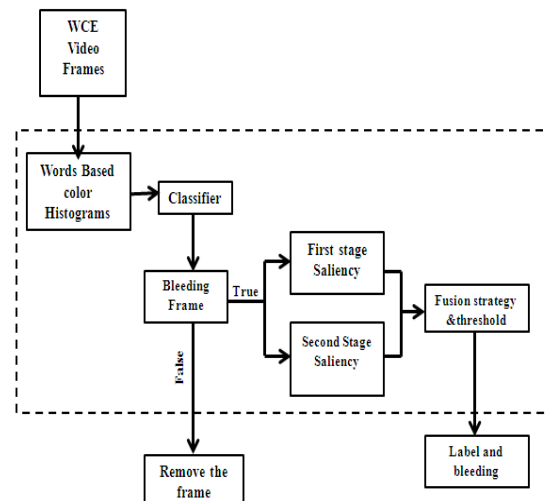 WCE
Video
Frames
Words Based
color
Histograms
Classifier
Bleeding
Frame
True
False
First stage
Saliency
Second Stage
Saliency
Fusion strategy
&threshold
Remove the
frame
Label and
bleeding